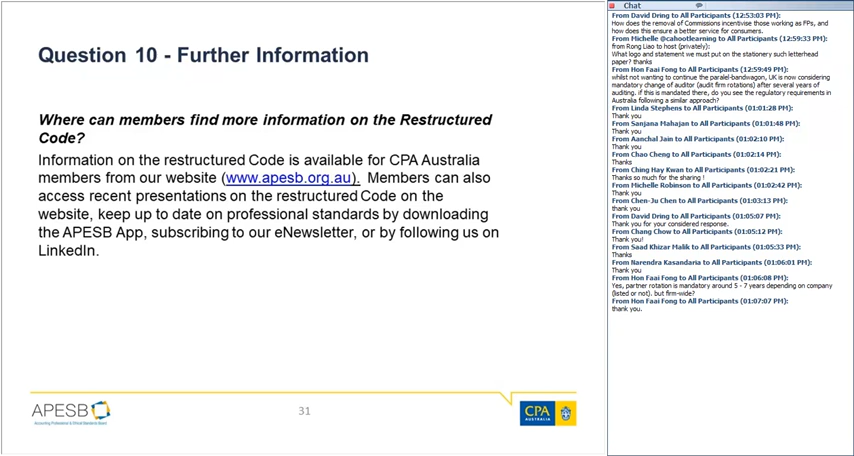 Question 10 - Further Information
Where can members find more information on the Restructured
Code?
Information on the restructured Code is available for CPA Australia
members from our website (www.apesb.org.au). Members can also
access recent presentations on the restructured Code on the
website, keep up to date on professional standards by downloading
the APESB App, subscribing to our eNewsletter, or by following us on
LinkedIn.
APESB
Accounting Professional & Ethical Standards Board
31
CPA
AUSTRALIA
Chat
From David Dring to All Participants (12:53:03 PM):
How does the removal of Commissions incentivise those working as FPs, and
how does this ensure a better service for consumers.
From Michelle @cahootlearning to All Participants (12:59:33 PM):
from Rong Liao to host (privately):
What logo and statement we must put on the stationery such letterhead
paper? thanks
From Hon Faai Fong to All Participants (12:59:49 PM):
whilst not wanting to continue the paralel-bandwagon, UK is now considering
mandatory change of auditor (audit firm rotations) after several years of
auditing. if this is mandated there, do you see the regulatory requirements in
Australia following a similar approach?
From Linda Stephens to All Participants (01:01:28 PM):
Thank you
From Sanjana Mahajan to All Participants (01:01:48 PM):
Thank you
From Aanchal Jain to All Participants (01:02:10 PM):
Thank you
From Chao Cheng to All Participants (01:02:14 PM):
Thanks
From Ching Hay Kwan to All Participants (01:02:21 PM):
Thanks so much for the sharing !
From Michelle Robinson to All Participants (01:02:42 PM):
Thank you
From Chen-Ju Chen to All Participants (01:03:13 PM):
thank you
From David Dring to All Participants (01:05:07 PM):
Thank you for your considered response.
From Chang Chow to All Participants (01:05:12 PM):
Thank you!
From Saad Khizar Malik to All Participants (01:05:33 PM):
Thanks
From Narendra Kasandaria to All Participants (01:06:01 PM):
Thank you
From Hon Faai Fong to All Participants (01:06:08 PM):
Yes, partner rotation is mandatory around 5 - 7 years depending on company
(listed or not). but firm-wide?
From Hon Faai Fong to All Participants (01:07:07 PM):
thank you.